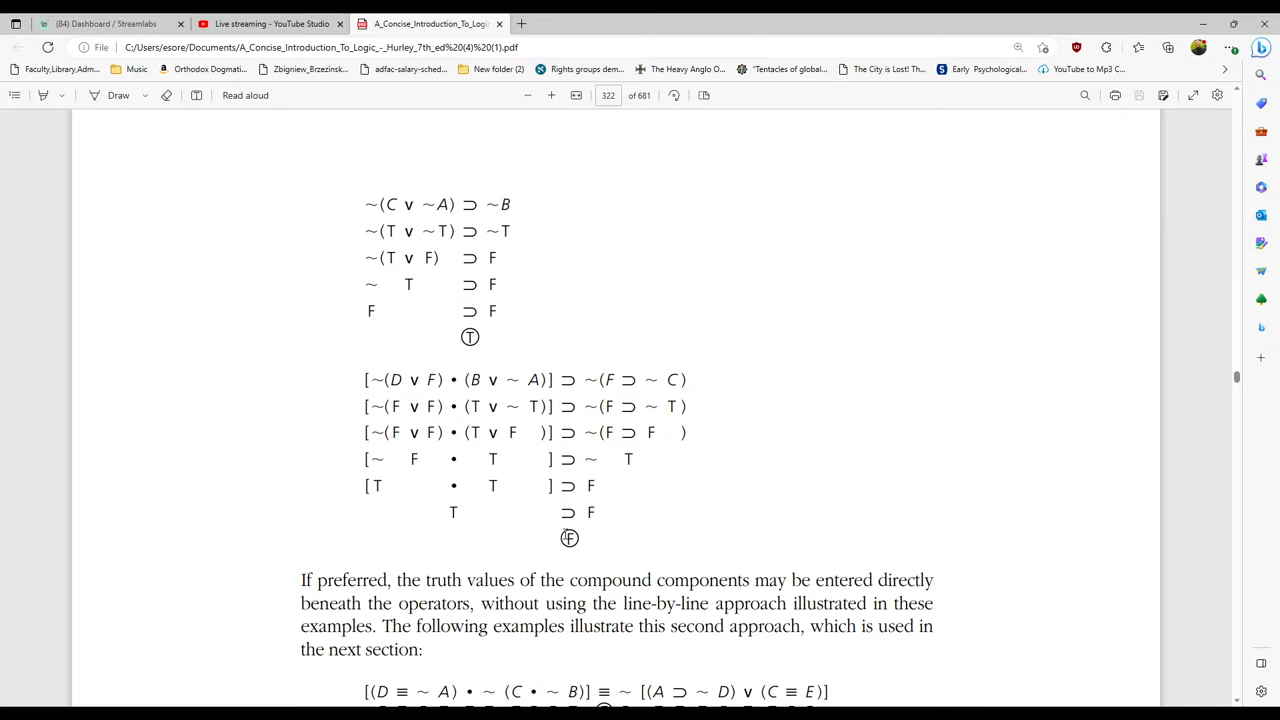 (84) Dashboard / Streamlabs
Live streaming - YouTube Studio
A_Concise_Introduction_To_Logic
File
C:/Users/esore/Documents/A_Concise_Introduction_To_Logic_-_Hurley_7th_ed%20(4)%20(1).pdf
Faculty,Library,Adm...
Music
Orthodox Dogmati...
Zbigniew_Brzezinsk...
adfac-salary-sched...
New folder (2)
Rights groups dem...
The Heavy Anglo O...
"Tentacles of global...
The City is Lost! Th...
Early Psychological...
YouTube to Mp3 C...
Draw
Read aloud
322 of 681
~(C v ~A) ⊃ ~B
~(T v ~T) ⊃ ~T
~(T v F) ⊃ F
~ T ⊃ F
F ⊃ F
T
[~(D v F) • (B v ~ A)] ⊃ ~(F ⊃ ~ C)
[~(F v F) • (T v ~ T)] ⊃ ~(F ⊃ ~ T)
[~(F v F) • (T v F )] ⊃ ~(F ⊃ F )
[~ F • T ] ⊃ ~ T
[T • T ] ⊃ F
T ⊃ F
F
If preferred, the truth values of the compound components may be entered directly
beneath the operators, without using the line-by-line approach illustrated in these
examples. The following examples illustrate this second approach, which is used in
the next section:
[(D ≡ ~ A) • ~ (C • ~ B)] ≡ ~ [(A ⊃ ~ D) v (C ≡ E)]